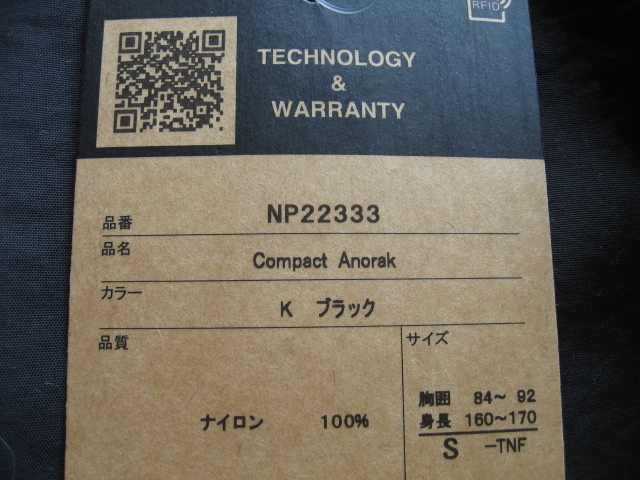 RFID
TECHNOLOGY
&
WARRANTY
品番 NP22333
品名 Compact Anorak
カラー K ブラック
品質
ナイロン 100%
サイズ
胸囲 84～ 92
身長 160～170
S -TNF